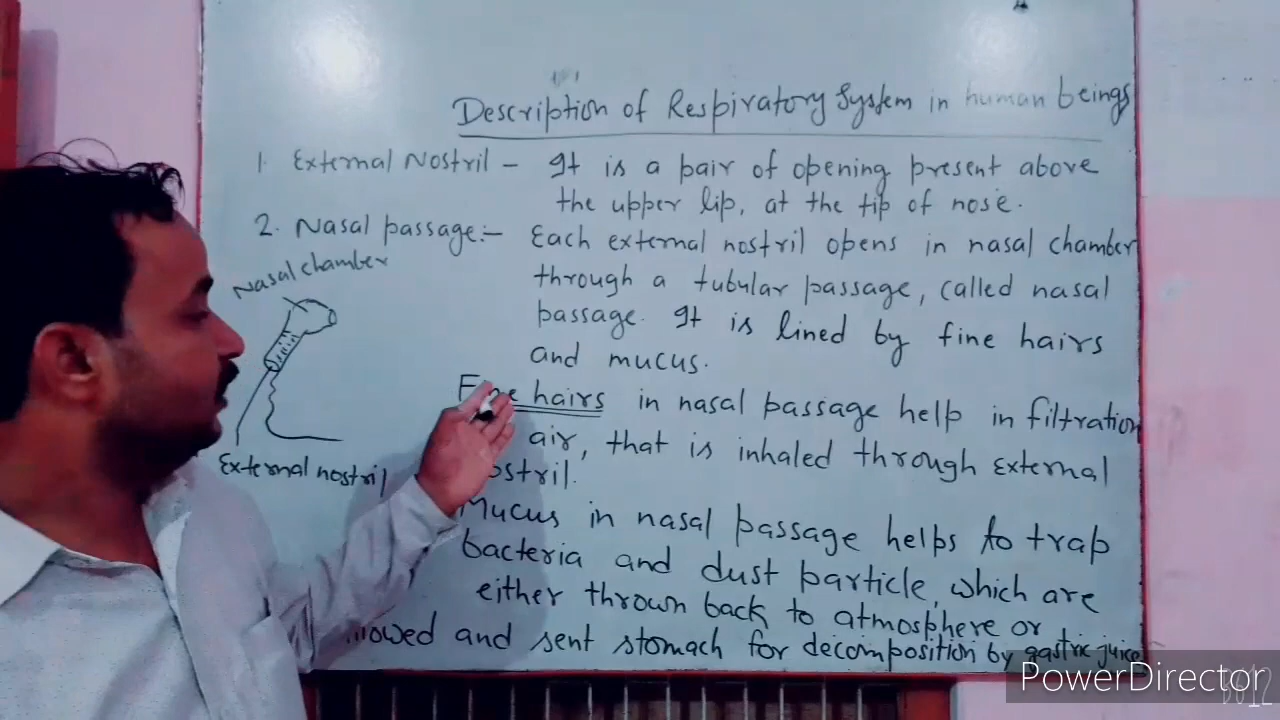 Description of Respiratory System in human beings
1. External Nostril – It is a pair of opening present above
the upper lip, at the tip of nose.
2. Nasal passage:– Each external nostril opens in nasal chamber
through a tubular passage, called nasal
passage. It is lined by fine hairs
and mucus.
Nasal chamber
External nostril
Fine hairs in nasal passage help in filtration
air, that is inhaled through external
ostril.
Mucus in nasal passage helps to trap
bacteria and dust particle, which are
either thrown back to atmosphere or
and sent stomach for decomposition by gastric juice
PowerDirector